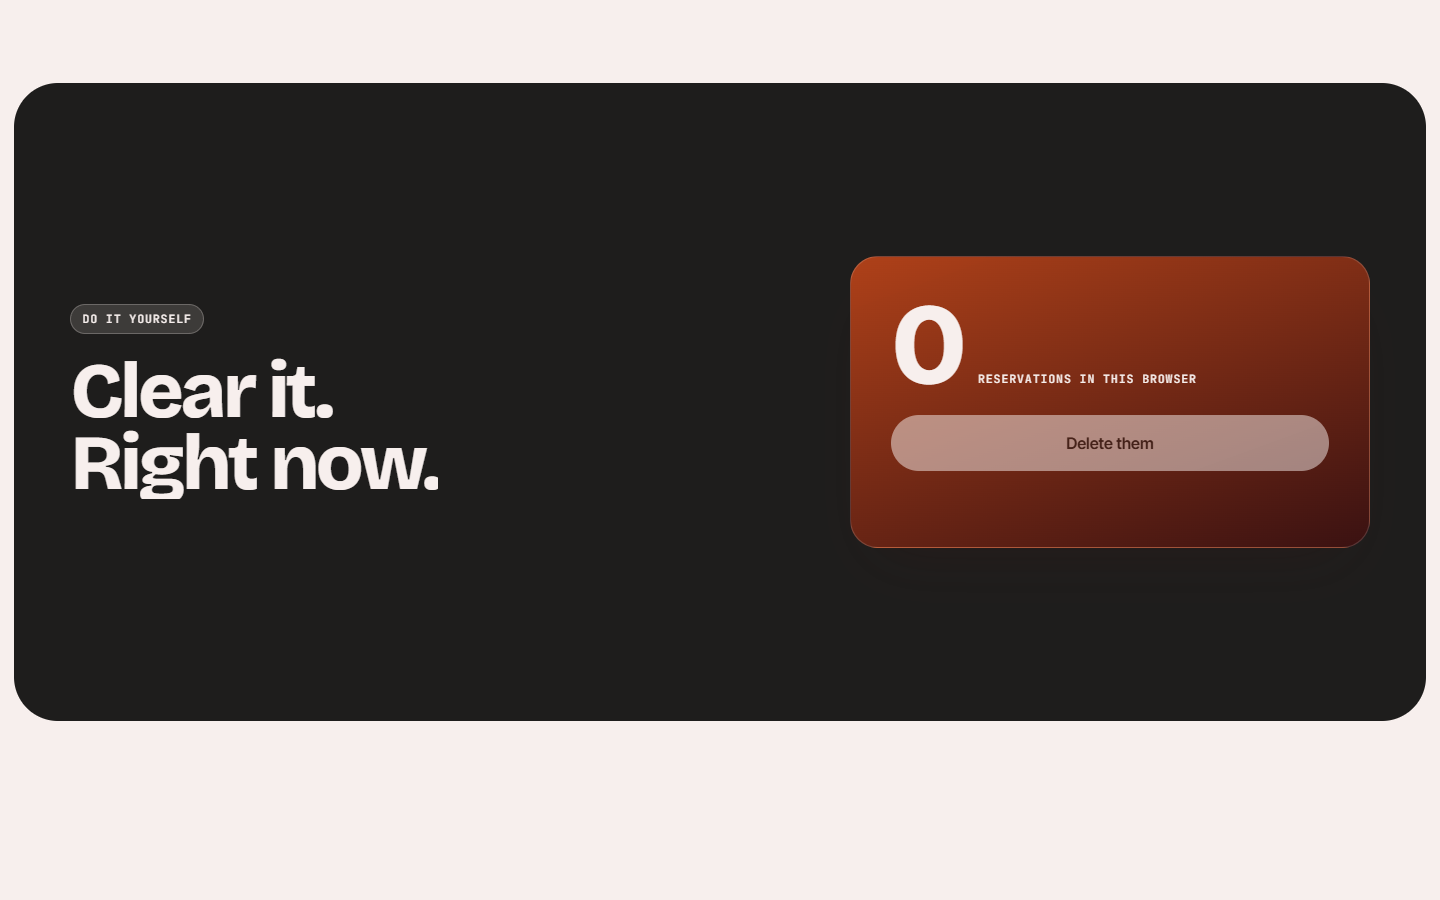 DO IT YOURSELF
Clear it.
Right now.
0
RESERVATIONS IN THIS BROWSER
Delete them